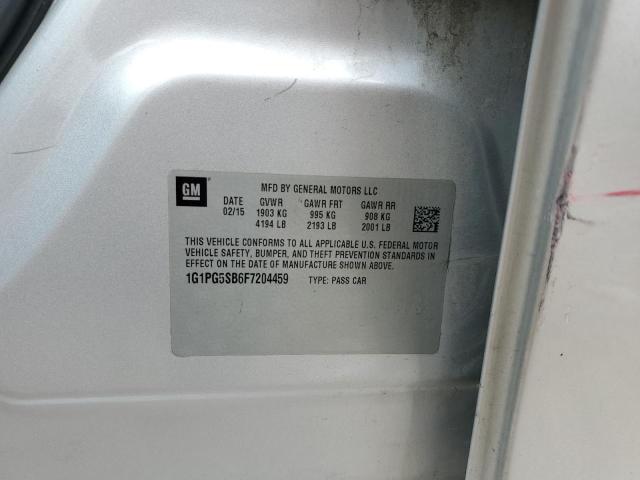 GM
MFD BY GENERAL MOTORS LLC
DATE GVWR GAWR FRT GAWR RR
02/15 1903 KG 995 KG 908 KG
4194 LB 2193 LB 2001 LB
THIS VEHICLE CONFORMS TO ALL APPLICABLE U.S. FEDERAL MOTOR
VEHICLE SAFETY, BUMPER, AND THEFT PREVENTION STANDARDS
IN EFFECT ON THE DATE OF MANUFACTURE SHOWN ABOVE.
1G1PG5SB6F7204459 TYPE: PASS CAR